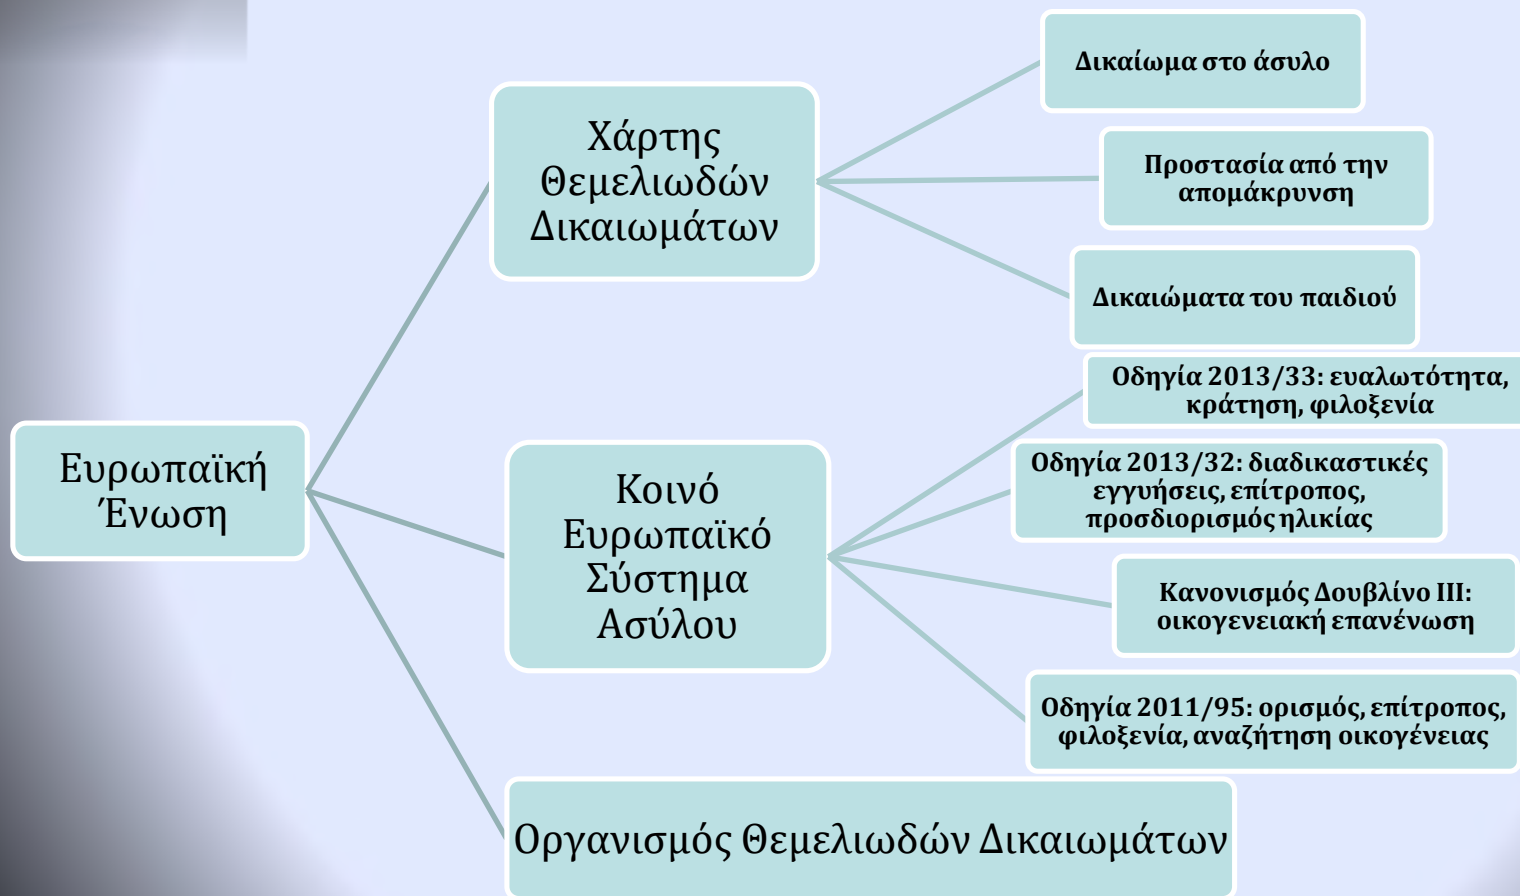 Ευρωπαϊκή
Ένωση
Χάρτης
Θεμελιωδών
Δικαιωμάτων
Δικαίωμα στο άσυλο
Προστασία από την
απομάκρυνση
Δικαιώματα του παιδιού
Κοινό
Ευρωπαϊκό
Σύστημα
Ασύλου
Οδηγία 2013/33: ευαλωτότητα,
κράτηση, φιλοξενία
Οδηγία 2013/32: διαδικαστικές
εγγυήσεις, επίτροπος,
προσδιορισμός ηλικίας
Κανονισμός Δουβλίνο ΙΙΙ:
οικογενειακή επανένωση
Οδηγία 2011/95: ορισμός, επίτροπος,
φιλοξενία, αναζήτηση οικογένειας
Οργανισμός Θεμελιωδών Δικαιωμάτων